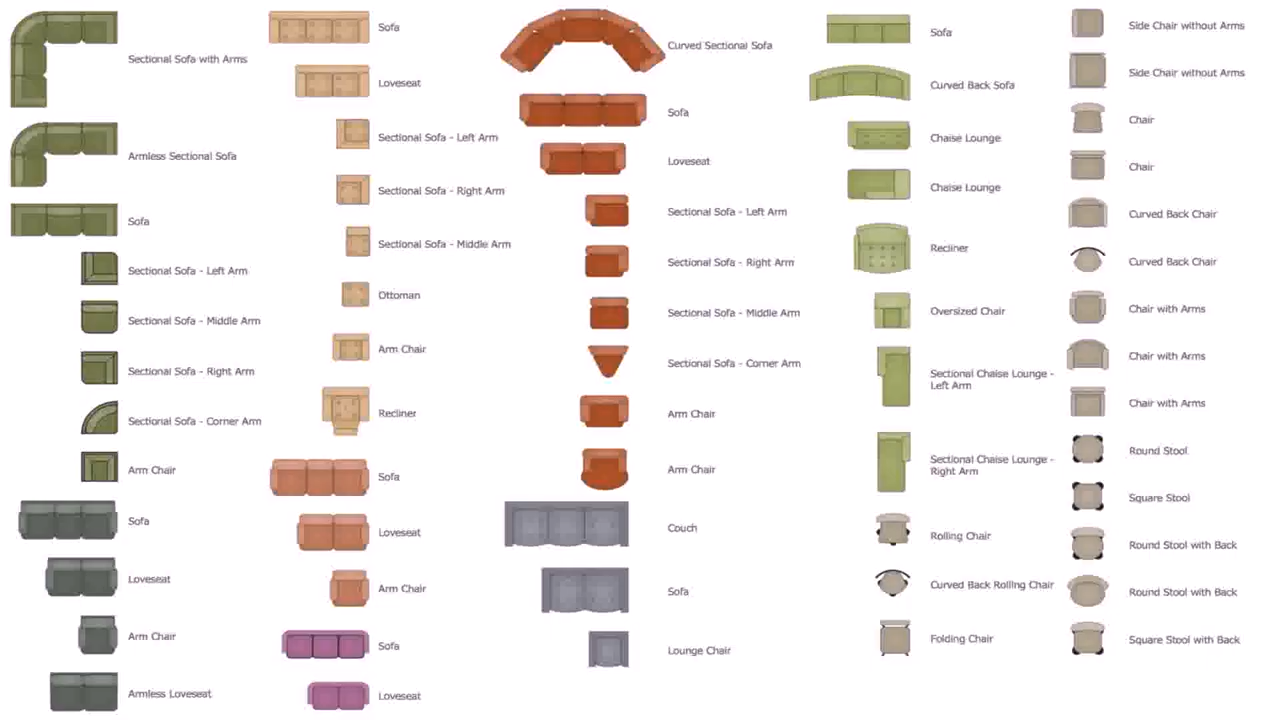 Sectional Sofa with Arms
Armless Sectional Sofa
Sofa
Sectional Sofa - Left Arm
Sectional Sofa - Middle Arm
Sectional Sofa - Right Arm
Sectional Sofa - Corner Arm
Arm Chair
Sofa
Loveseat
Arm Chair
Armless Loveseat
Sofa
Loveseat
Sectional Sofa - Left Arm
Sectional Sofa - Right Arm
Sectional Sofa - Middle Arm
Ottoman
Arm Chair
Recliner
Sofa
Loveseat
Arm Chair
Sofa
Loveseat
Curved Sectional Sofa
Sofa
Loveseat
Sectional Sofa - Left Arm
Sectional Sofa - Right Arm
Sectional Sofa - Middle Arm
Sectional Sofa - Corner Arm
Arm Chair
Arm Chair
Couch
Sofa
Lounge Chair
Sofa
Curved Back Sofa
Chaise Lounge
Chaise Lounge
Recliner
Oversized Chair
Sectional Chaise Lounge -
Left Arm
Sectional Chaise Lounge -
Right Arm
Rolling Chair
Curved Back Rolling Chair
Folding Chair
Side Chair without Arms
Side Chair without Arms
Chair
Chair
Curved Back Chair
Curved Back Chair
Chair with Arms
Chair with Arms
Chair with Arms
Round Stool
Square Stool
Round Stool with Back
Round Stool with Back
Square Stool with Back